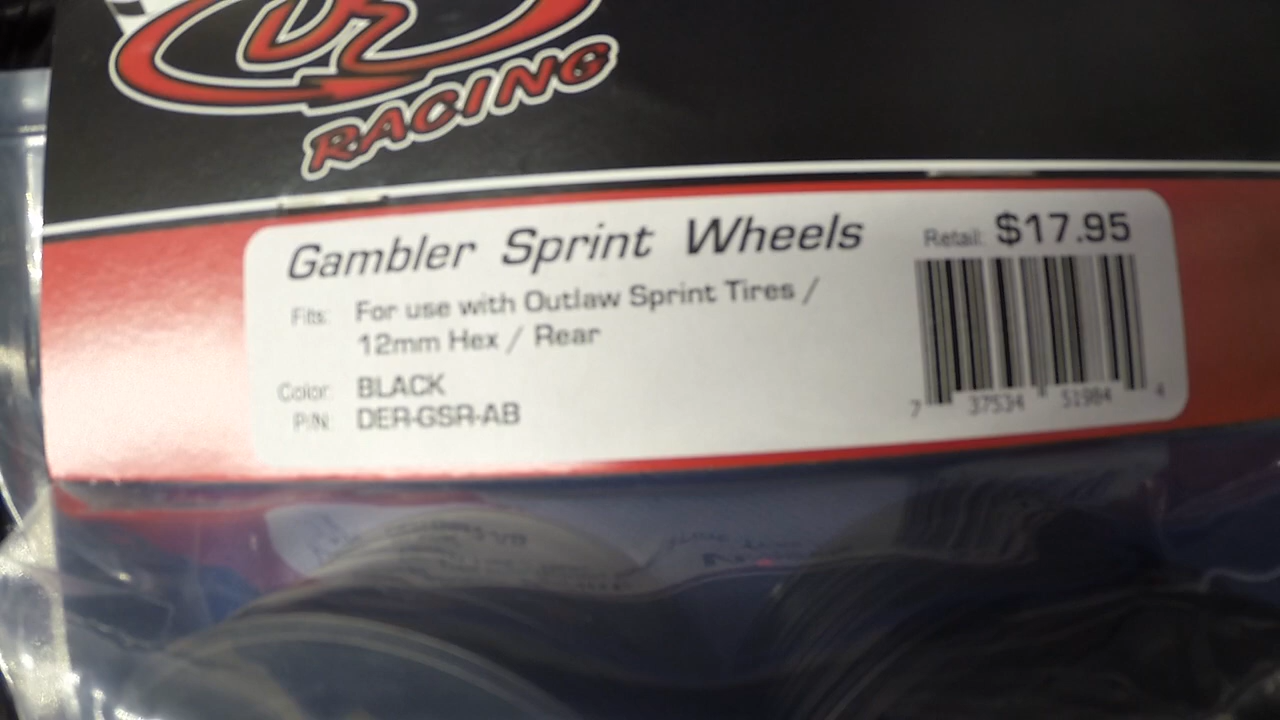 DE
RACING
Gambler Sprint Wheels
Retail: $17.95
Fits: For use with Outlaw Sprint Tires /
12mm Hex / Rear
Color: BLACK
P/N: DER-GSR-AB
7 37534 51984 4